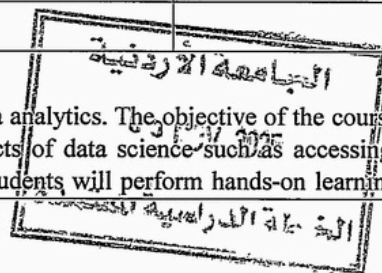 الجامعة الأردنية
a analytics. The objective of the cours
cts of data science such as accessing
udents will perform hands-on learnin
الخطة الدراسية المعتمدة